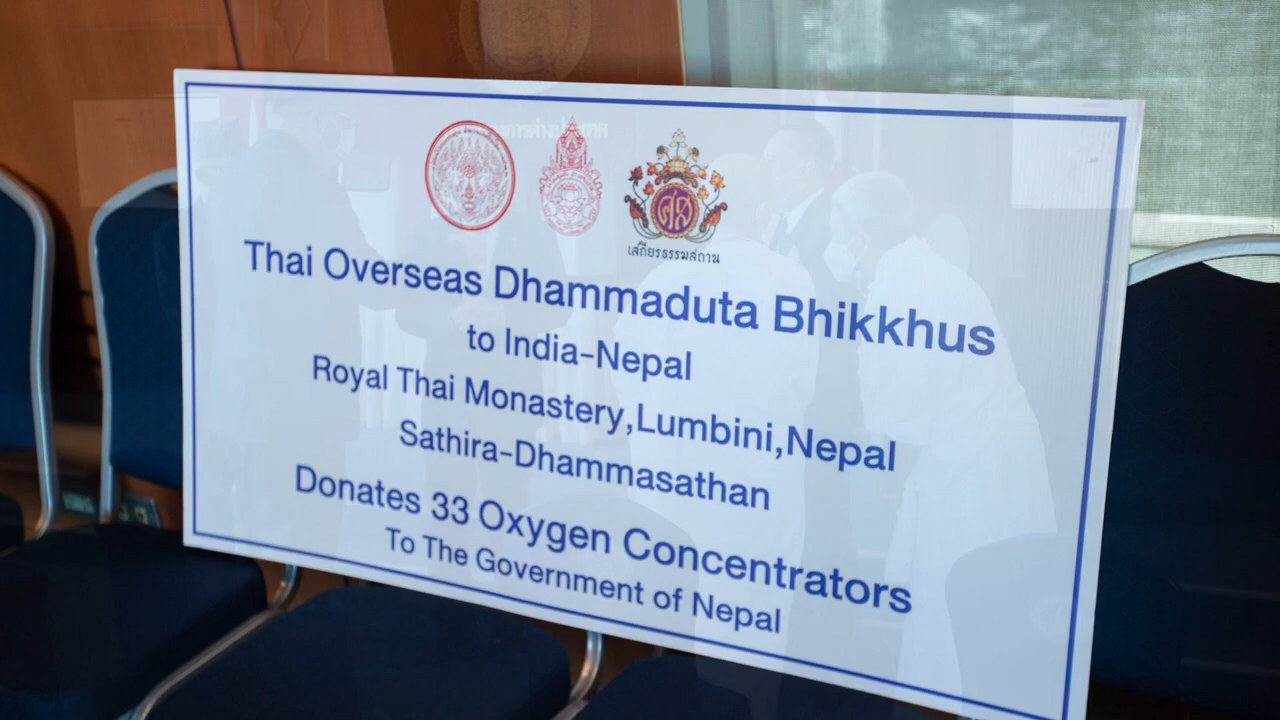 เสถียรธรรมสถาน
Thai Overseas Dhammaduta Bhikkhus
to India-Nepal
Royal Thai Monastery,Lumbini,Nepal
Sathira-Dhammasathan
Donates 33 Oxygen Concentrators
To The Government of Nepal